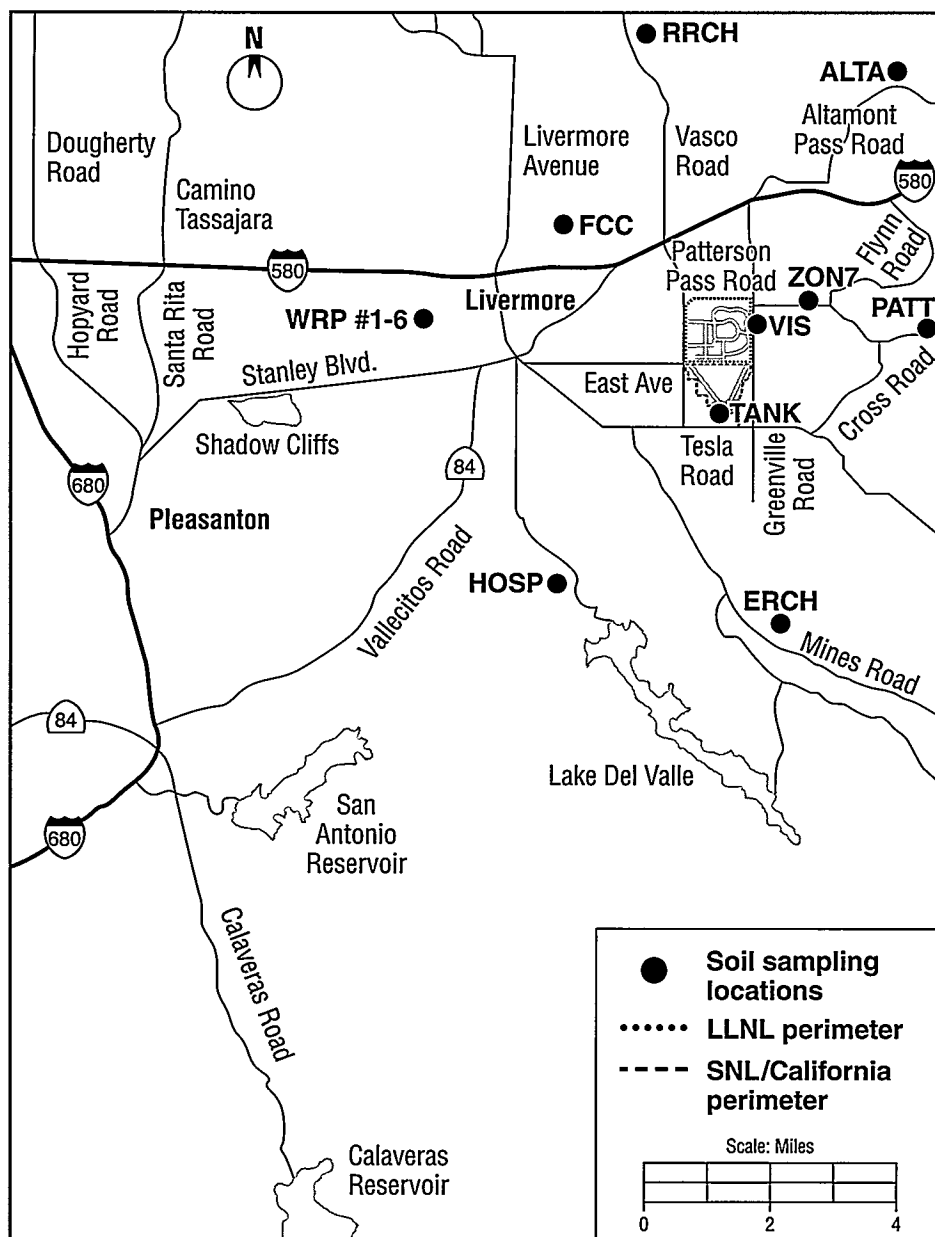 N
RRCH
ALTA
Dougherty
Road
Camino
Tassajara
Livermore
Avenue
Vasco
Road
Altamont
Pass Road
580
FCC
580
Patterson
Pass Road
Flynn
Road
Hopyard
Road
Santa Rita
Road
WRP #1-6
Livermore
ZON7
VIS
PATT
Stanley Blvd.
Shadow Cliffs
East Ave
TANK
Cross Road
84
Tesla
Road
Greenville
Road
680
Pleasanton
Vallecitos Road
HOSP
ERCH
Mines Road
84
Lake Del Valle
San
Antonio
Reservoir
680
Calaveras Road
Calaveras
Reservoir
Soil sampling
locations
LLNL perimeter
SNL/California
perimeter
Scale: Miles
0 2 4